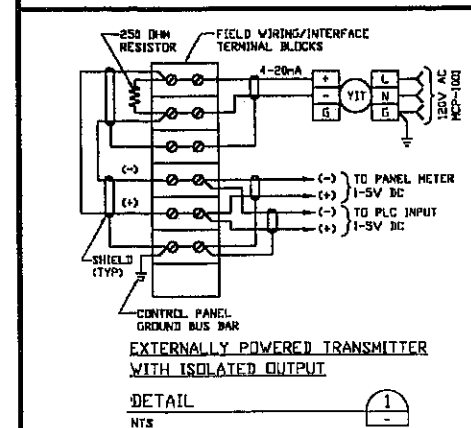 250 OHM
RESISTOR
FIELD WIRING/INTERFACE
TERMINAL BLOCKS
4-20mA
+
-
G
YIT
L
N
G
120V AC
MCP-1001
(-)
(+)
(-) TO PANEL METER
(+) 1-5V DC
(-) TO PLC INPUT
(+) 1-5V DC
SHIELD
(TYP)
CONTROL PANEL
GROUND BUS BAR
EXTERNALLY POWERED TRANSMITTER
WITH ISOLATED OUTPUT
DETAIL
1
-
NTS